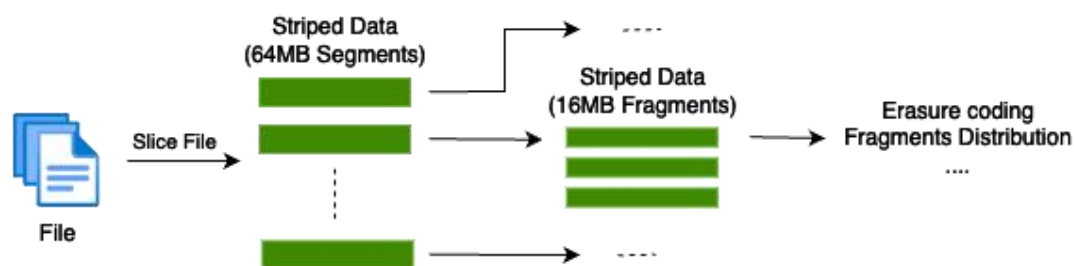 File
Slice File
Striped Data
(64MB Segments)
Striped Data
(16MB Fragments)
Erasure coding
Fragments Distribution
....